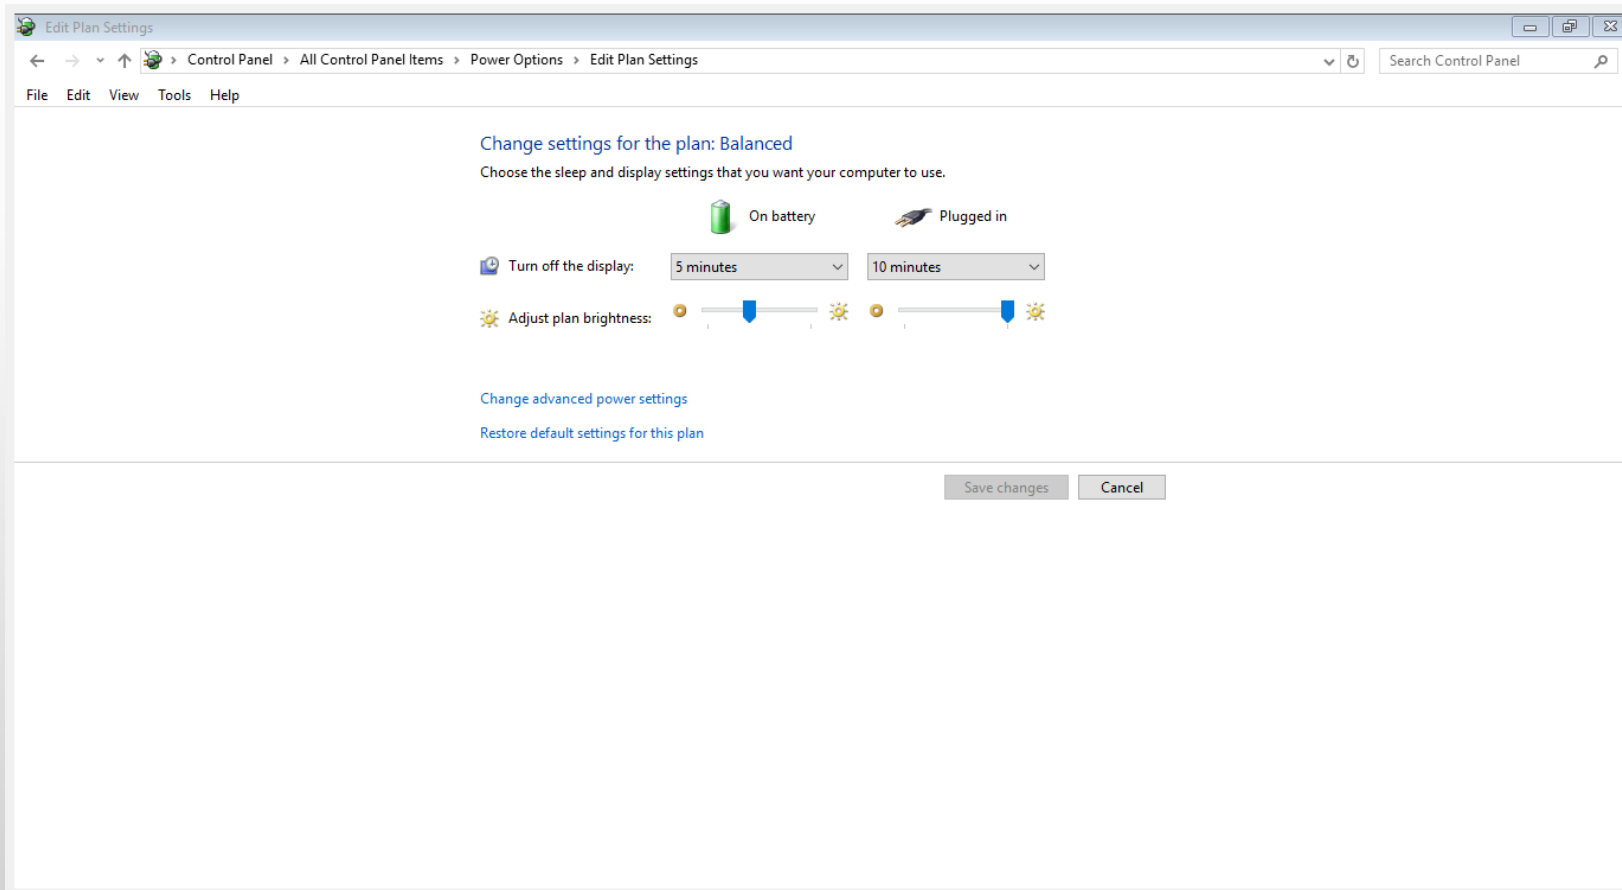 Edit Plan Settings
Control Panel > All Control Panel Items > Power Options > Edit Plan Settings
Search Control Panel
File Edit View Tools Help
Change settings for the plan: Balanced
Choose the sleep and display settings that you want your computer to use.
On battery Plugged in
Turn off the display: 5 minutes 10 minutes
Adjust plan brightness:
Change advanced power settings
Restore default settings for this plan
Save changes Cancel